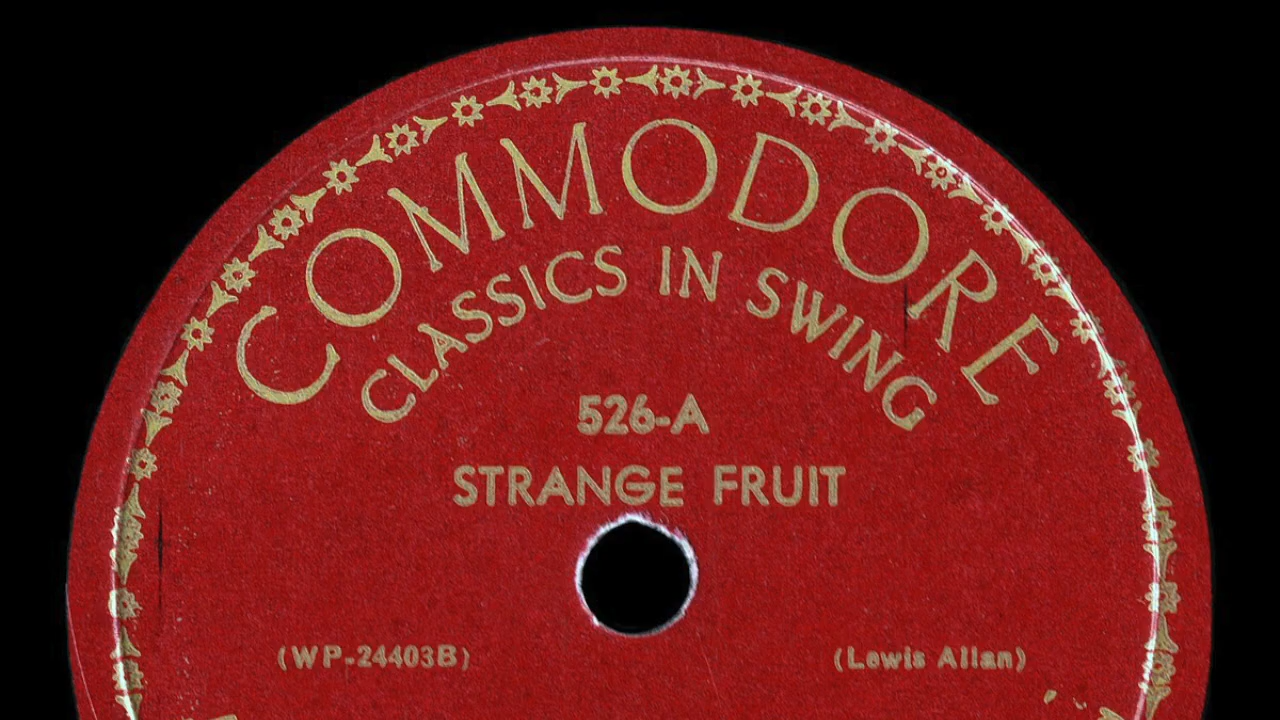 COMMODORE
CLASSICS IN SWING
526-A
STRANGE FRUIT
(WP-24403B) (Lewis Allan)